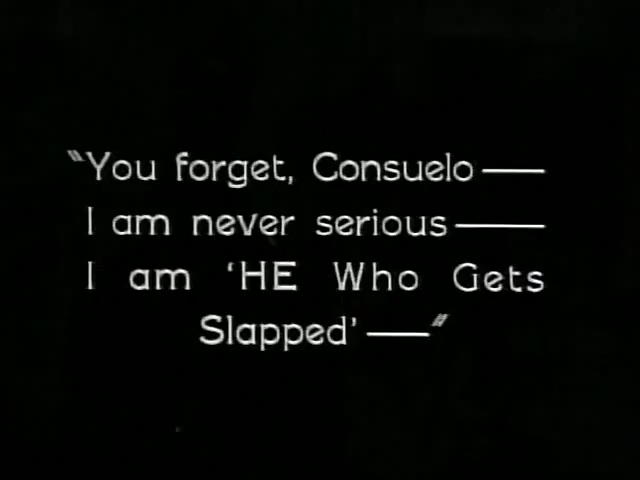 "You forget, Consuelo——
I am never serious——
I am 'HE Who Gets
Slapped'——"